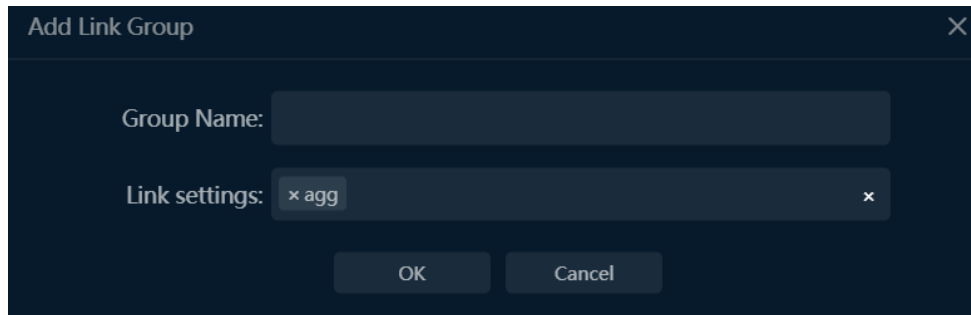 Add Link Group
Group Name:
Link settings: × agg ×
OK Cancel